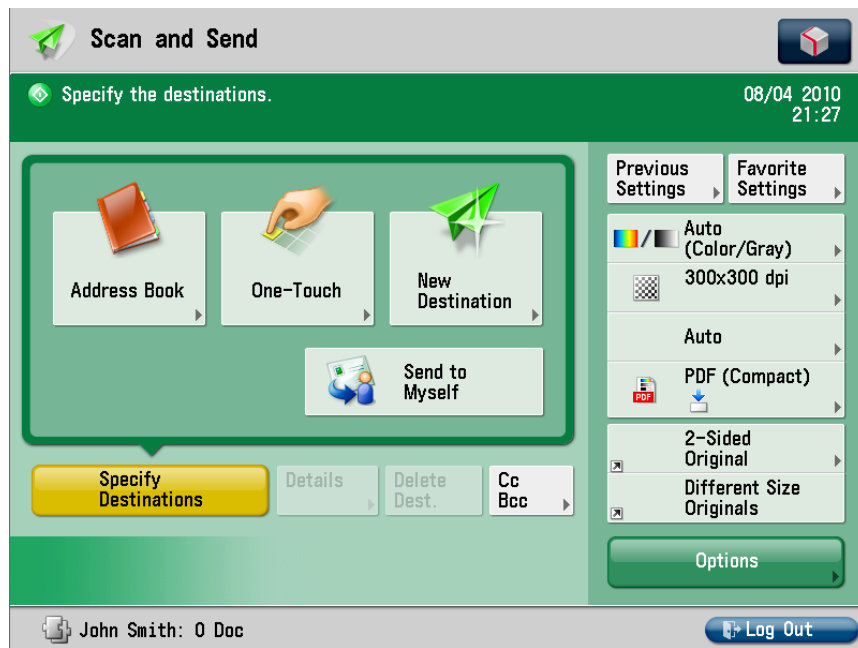 Scan and Send
Specify the destinations.
08/04 2010
21:27
Address Book
One-Touch
New
Destination
Send to
Myself
Specify
Destinations
Details
Delete
Dest.
Cc
Bcc
Previous
Settings
Favorite
Settings
Auto
(Color/Gray)
300x300 dpi
Auto
PDF
PDF (Compact)
2-Sided
Original
Different Size
Originals
Options
John Smith: 0 Doc
Log Out